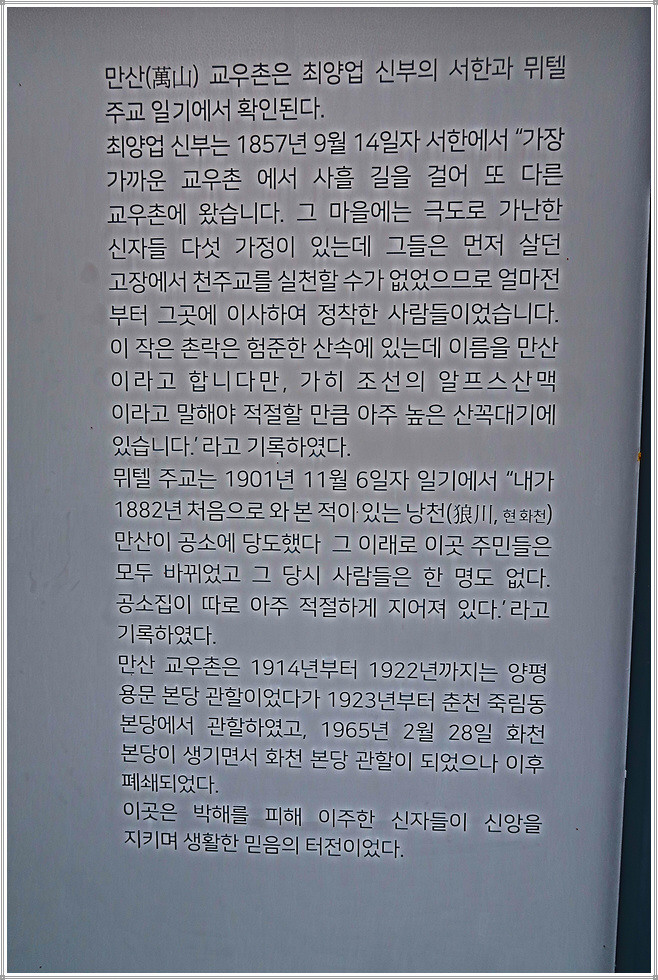 만산(萬山) 교우촌은 최양업 신부의 서한과 뮈텔
주교 일기에서 확인된다.
최양업 신부는 1857년 9월 14일자 서한에서 “가장
가까운 교우촌 에서 사흘 길을 걸어 또 다른
교우촌에 왔습니다. 그 마을에는 극도로 가난한
신자들 다섯 가정이 있는데 그들은 먼저 살던
고장에서 천주교를 실천할 수가 없었으므로 얼마전
부터 그곳에 이사하여 정착한 사람들이었습니다.
이 작은 촌락은 험준한 산속에 있는데 이름을 만산
이라고 합니다만, 가히 조선의 알프스산맥
이라고 말해야 적절할 만큼 아주 높은 산꼭대기에
있습니다.’ 라고 기록하였다.
뮈텔 주교는 1901년 11월 6일자 일기에서 “내가
1882년 처음으로 와 본 적이 있는 낭천(狼川, 현 화천)
만산이 공소에 당도했다 그 이래로 이곳 주민들은
모두 바뀌었고 그 당시 사람들은 한 명도 없다.
공소집이 따로 아주 적절하게 지어져 있다.’ 라고
기록하였다.
만산 교우촌은 1914년부터 1922년까지는 양평
용문 본당 관할이었다가 1923년부터 춘천 죽림동
본당에서 관할하였고, 1965년 2월 28일 화천
본당이 생기면서 화천 본당 관할이 되었으나 이후
폐쇄되었다.
이곳은 박해를 피해 이주한 신자들이 신앙을
지키며 생활한 믿음의 터전이었다.